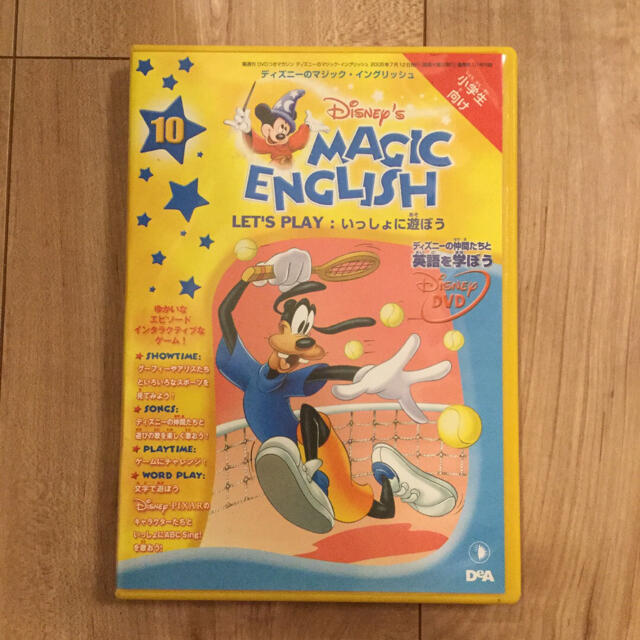 ディズニーのマジック・イングリッシュ
小学生
向け
10
Disney's
MAGIC
ENGLISH
LET'S PLAY : いっしょに遊ぼう
ディズニーの仲間たちと
英語を学ぼう
Disney
DVD
ゆかいな
エピソード
インタラクティブな
ゲーム!
SHOWTIME:
グーフィーやアリスたち
といろいろなスポーツを
見てみよう!
SONGS:
ディズニーの仲間たちと
遊びの歌を楽しく歌おう!
PLAYTIME:
ゲームにチャレンジ!
WORD PLAY:
文字で遊ぼう
Disney・PIXARの
キャラクターたちと
いっしょにABC Sing!
を歌おう!
DeA